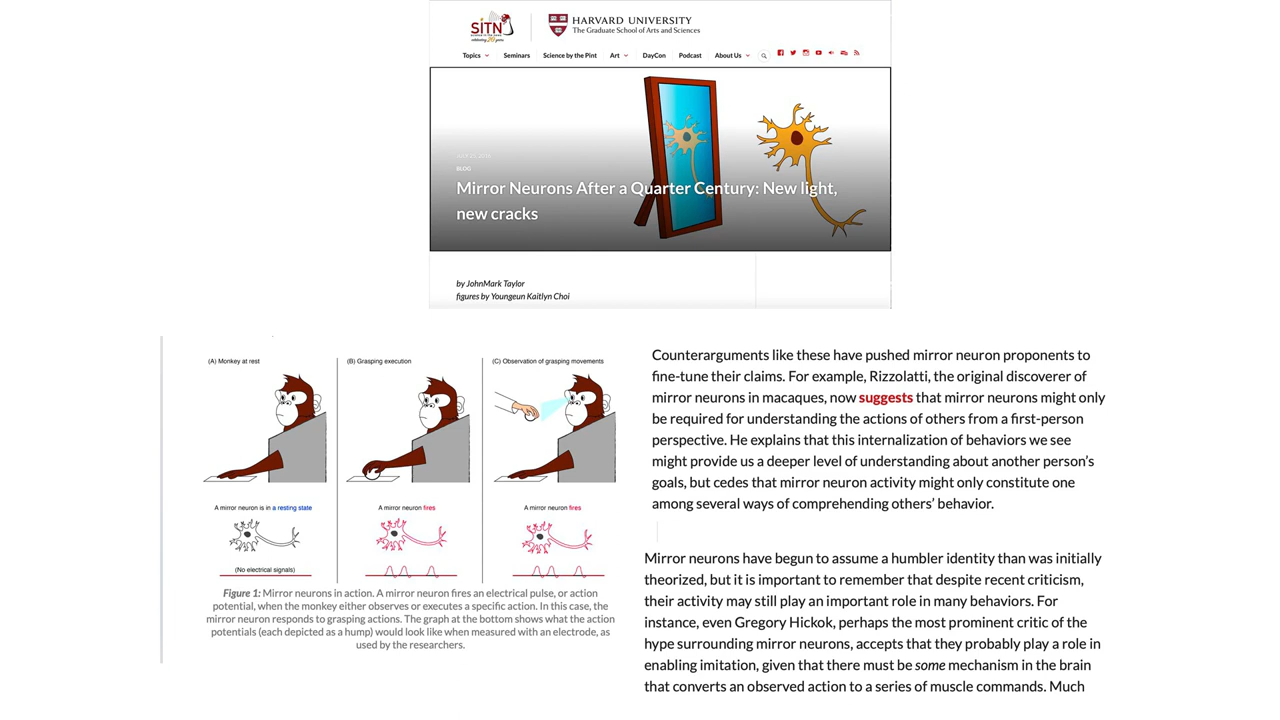 SITN
HARVARD UNIVERSITY
The Graduate School of Arts and Sciences
Topics Seminars Science by the Pint Art DayCon Podcast About Us
BLOG
Mirror Neurons After a Quarter Century: New light,
new cracks
by JohnMark Taylor
figures by Youngeun Kaitlyn Choi
(A) Monkey at rest
(B) Grasping execution
(C) Observation of grasping movements
A mirror neuron is in a resting state
A mirror neuron fires
A mirror neuron fires
(No electrical signals)
Figure 1: Mirror neurons in action. A mirror neuron fires an electrical pulse, or action
potential, when the monkey either observes or executes a specific action. In this case, the
mirror neuron responds to grasping actions. The graph at the bottom shows what the action
potentials (each depicted as a hump) would look like when measured with an electrode, as
used by the researchers.
Counterarguments like these have pushed mirror neuron proponents to
fine-tune their claims. For example, Rizzolatti, the original discoverer of
mirror neurons in macaques, now suggests that mirror neurons might only
be required for understanding the actions of others from a first-person
perspective. He explains that this internalization of behaviors we see
might provide us a deeper level of understanding about another person's
goals, but cedes that mirror neuron activity might only constitute one
among several ways of comprehending others' behavior.
Mirror neurons have begun to assume a humbler identity than was initially
theorized, but it is important to remember that despite recent criticism,
their activity may still play an important role in many behaviors. For
instance, even Gregory Hickok, perhaps the most prominent critic of the
hype surrounding mirror neurons, accepts that they probably play a role in
enabling imitation, given that there must be some mechanism in the brain
that converts an observed action to a series of muscle commands. Much